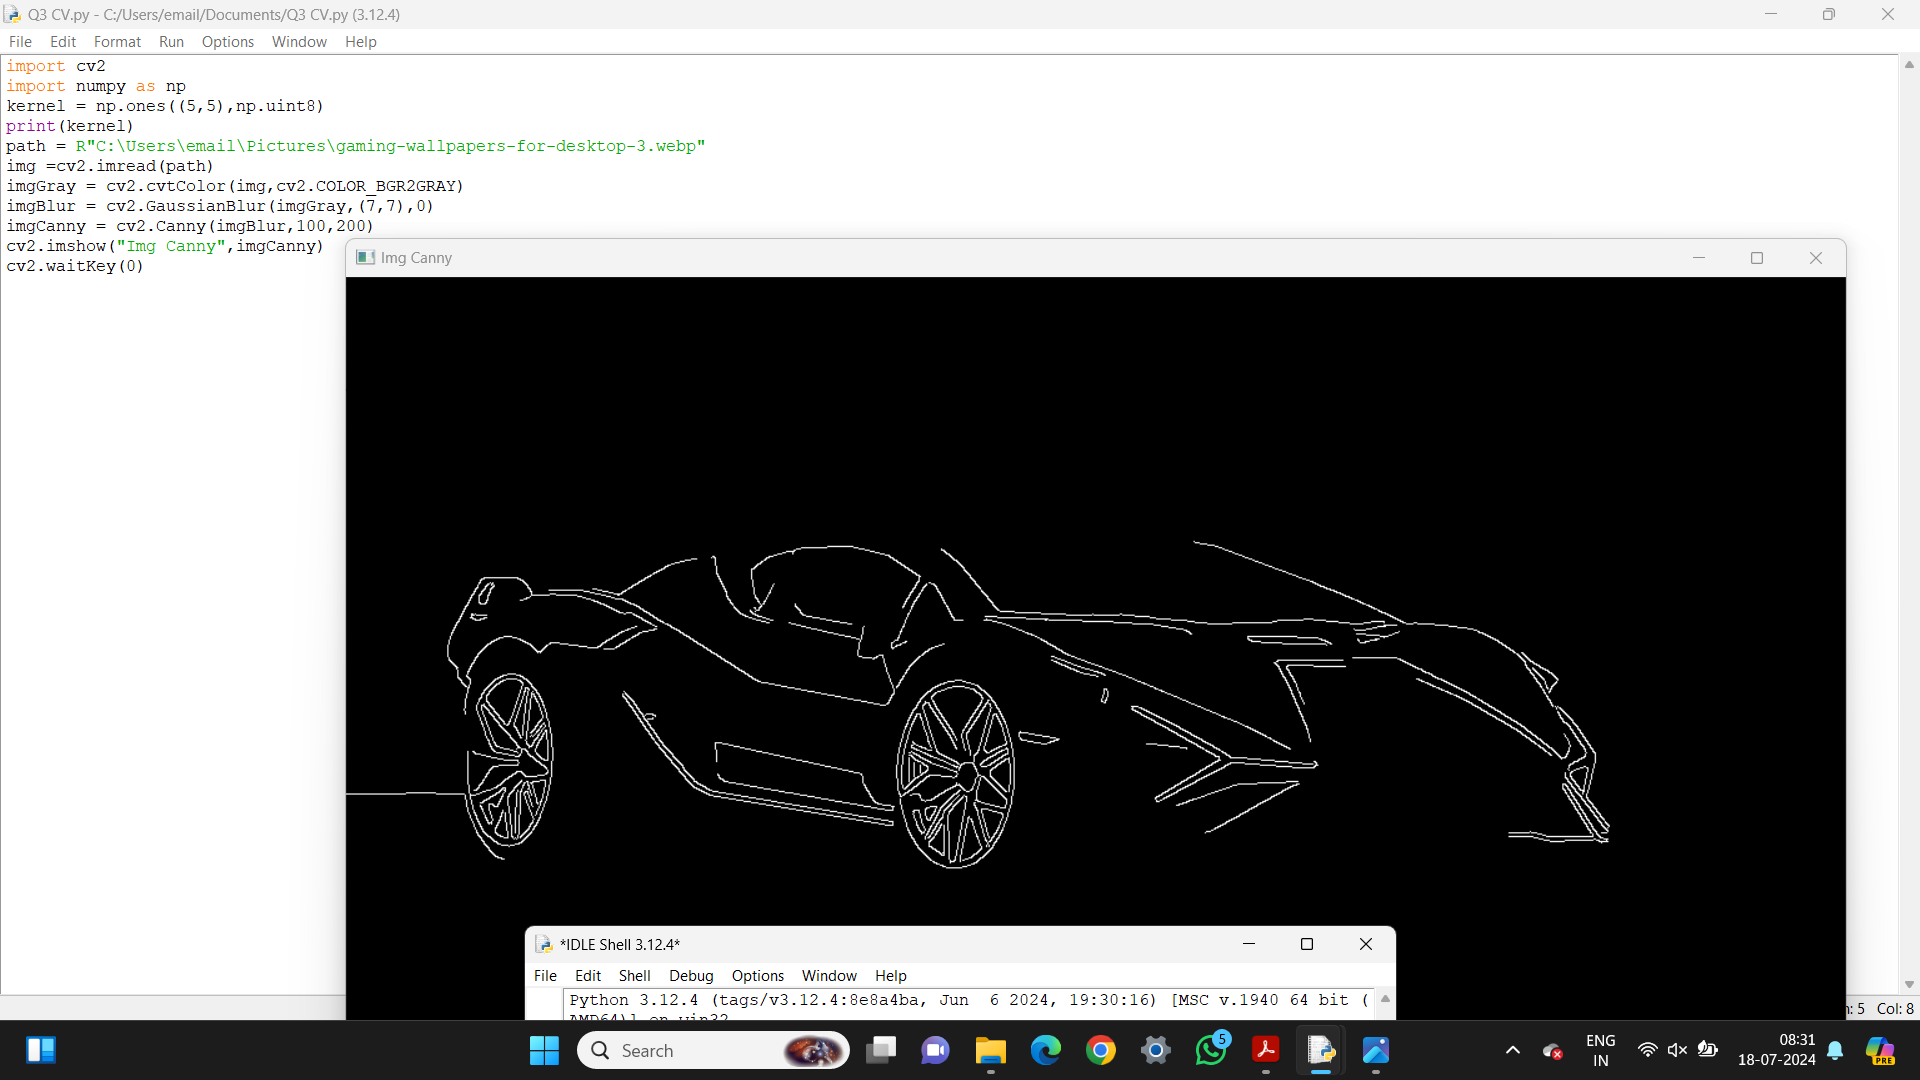 Q3 CV.py - C:/Users/email/Documents/Q3 CV.py (3.12.4)
File Edit Format Run Options Window Help
import cv2
import numpy as np
kernel = np.ones((5,5),np.uint8)
print(kernel)
path = R"C:\Users\email\Pictures\gaming-wallpapers-for-desktop-3.webp"
img =cv2.imread(path)
imgGray = cv2.cvtColor(img,cv2.COLOR_BGR2GRAY)
imgBlur = cv2.GaussianBlur(imgGray,(7,7),0)
imgCanny = cv2.Canny(imgBlur,100,200)
cv2.imshow("Img Canny",imgCanny)
cv2.waitKey(0)
Img Canny
*IDLE Shell 3.12.4*
File Edit Shell Debug Options Window Help
Python 3.12.4 (tags/v3.12.4:8e8a4ba, Jun  6 2024, 19:30:16) [MSC v.1940 64 bit (
AMD64)] on win32
: 5 Col: 8
Search
5
ENG
IN
08:31
18-07-2024
PRE